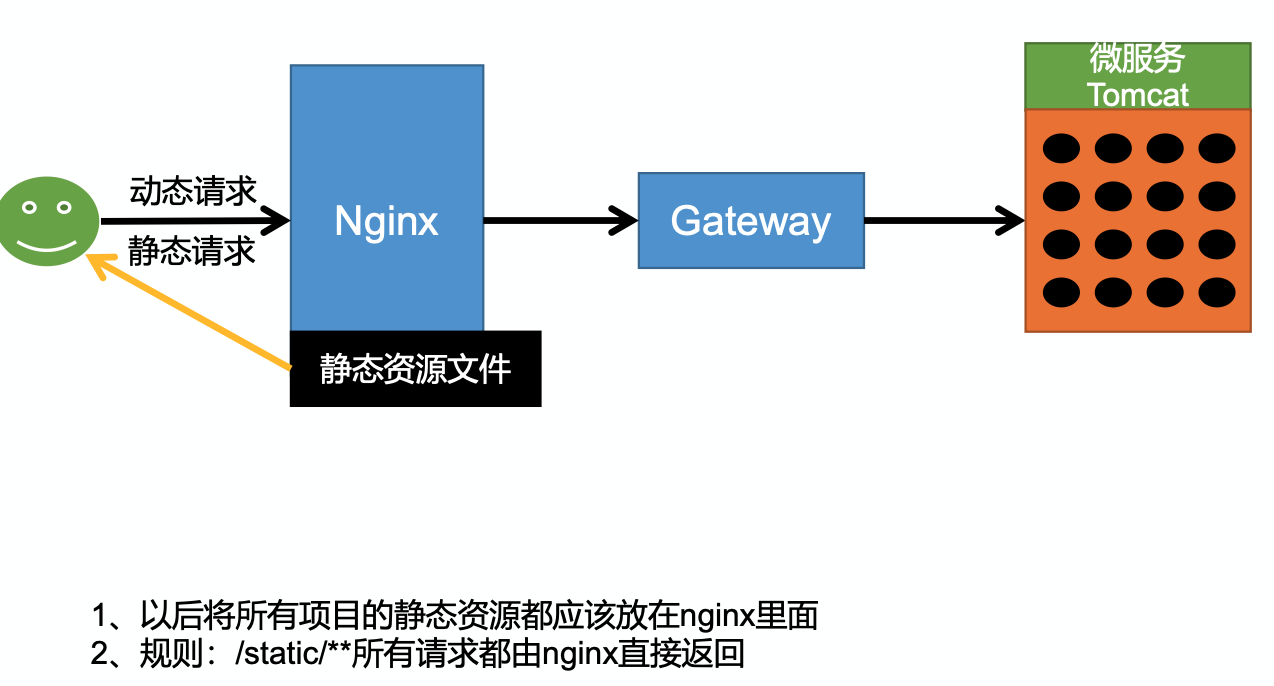 微服务
Tomcat
动态请求
静态请求
Nginx
Gateway
静态资源文件
1、以后将所有项目的静态资源都应该放在nginx里面
2、规则：/static/**所有请求都由nginx直接返回